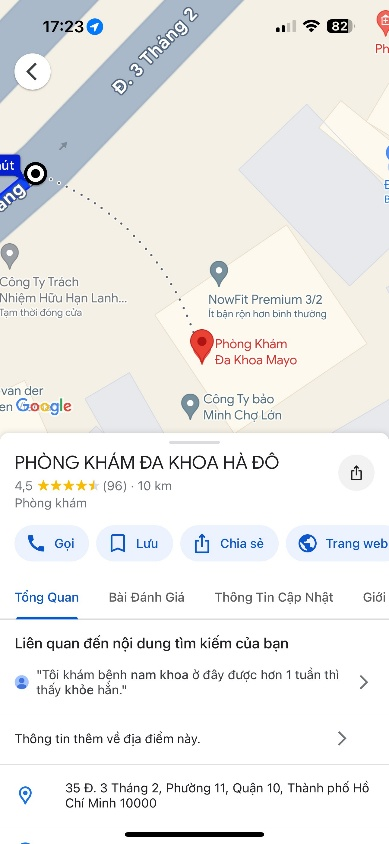 17:23
82
Ph
Đ. 3 Tháng 2
út
ang
Công Ty Trách
Nhiệm Hữu Hạn Lanh...
Tạm thời đóng cửa
NowFit Premium 3/2
Ít bận rộn hơn bình thường
Phòng Khám
Đa Khoa Mayo
van der
en Google
Công ty bảo
Minh Chợ Lớn
PHÒNG KHÁM ĐA KHOA HÀ ĐÔ
4,5 (96) · 10 km
Phòng khám
Gọi
Lưu
Chia sẻ
Trang web
Tổng Quan
Bài Đánh Giá
Thông Tin Cập Nhật
Giới
Liên quan đến nội dung tìm kiếm của bạn
"Tôi khám bệnh nam khoa ở đây được hơn 1 tuần thì
thấy khỏe hẳn."
Thông tin thêm về địa điểm này.
35 Đ. 3 Tháng 2, Phường 11, Quận 10, Thành phố Hồ
Chí Minh 10000